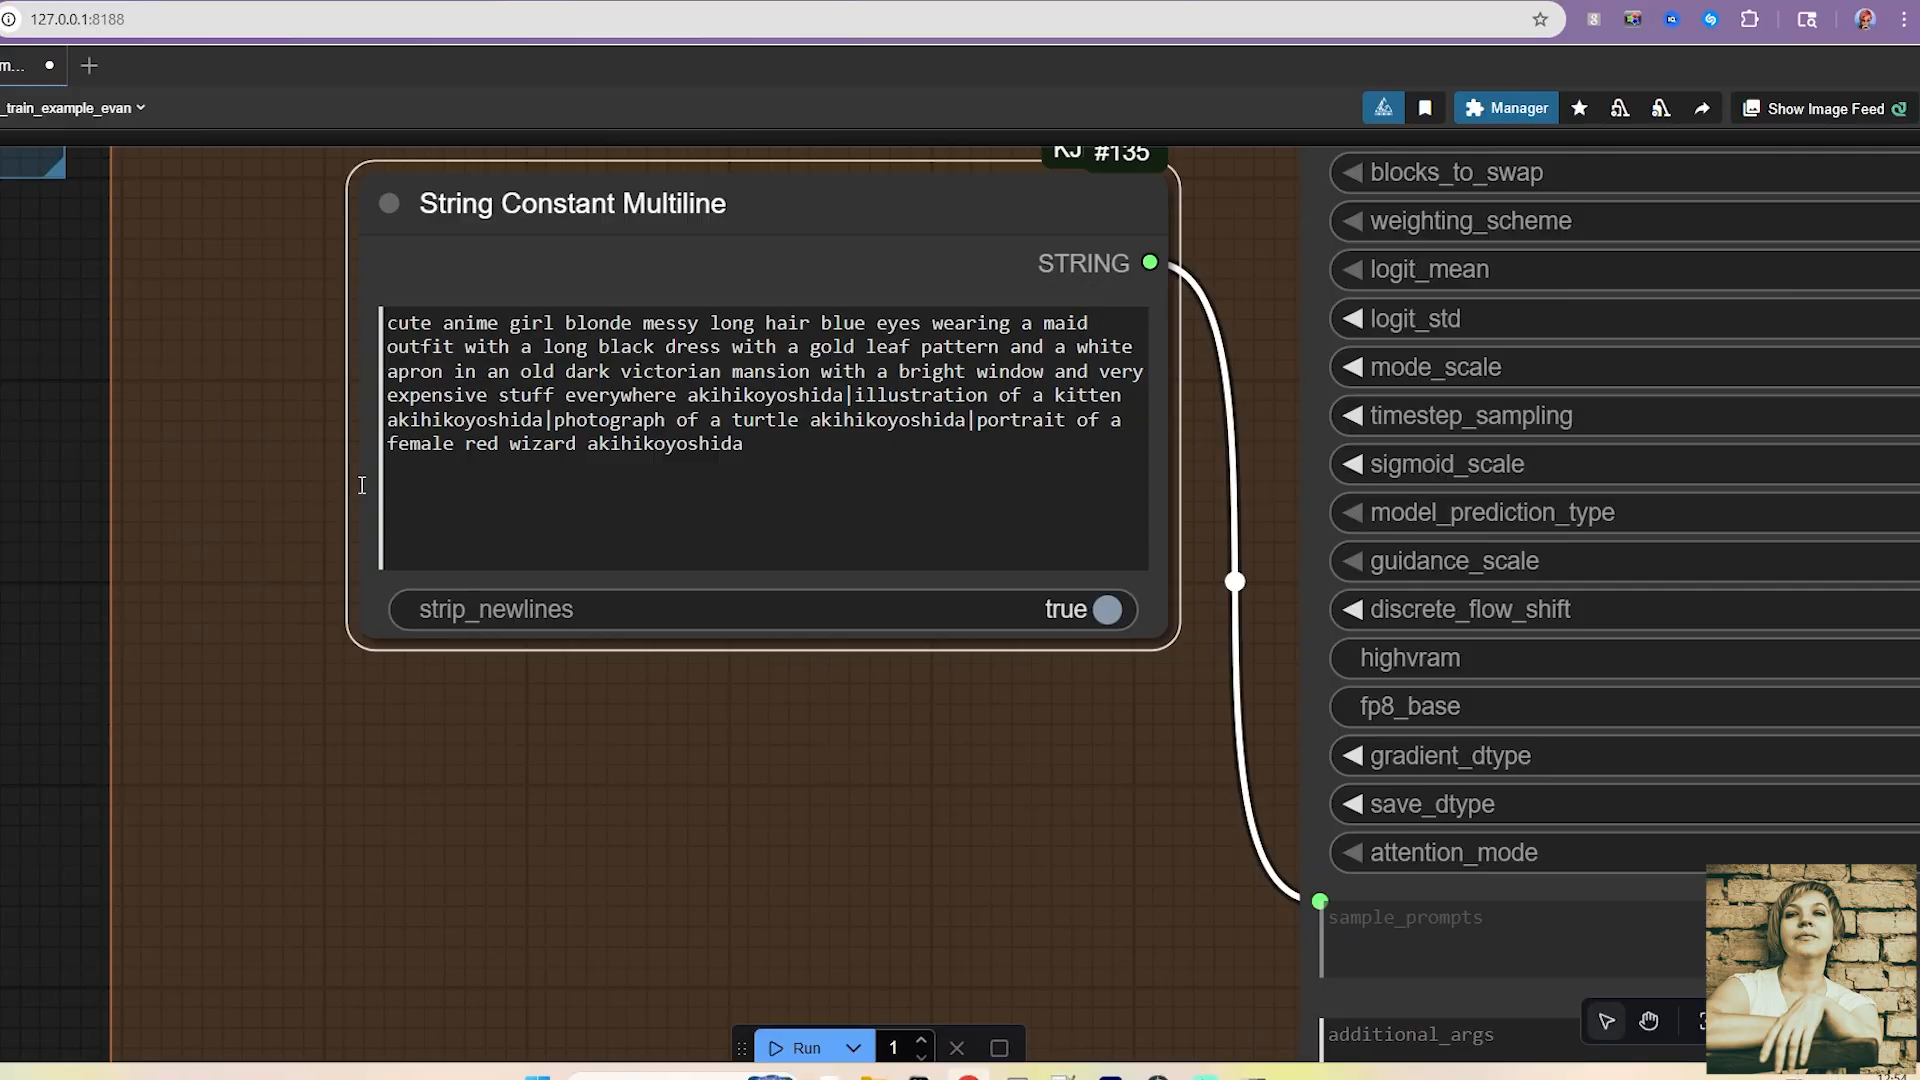 127.0.0.1:8188
m...
_train_example_evan
Manager
Show Image Feed
KJ #135
String Constant Multiline
STRING
cute anime girl blonde messy long hair blue eyes wearing a maid
outfit with a long black dress with a gold leaf pattern and a white
apron in an old dark victorian mansion with a bright window and very
expensive stuff everywhere akihikoyoshida|illustration of a kitten
akihikoyoshida|photograph of a turtle akihikoyoshida|portrait of a
female red wizard akihikoyoshida
strip_newlines true
blocks_to_swap
weighting_scheme
logit_mean
logit_std
mode_scale
timestep_sampling
sigmoid_scale
model_prediction_type
guidance_scale
discrete_flow_shift
highvram
fp8_base
gradient_dtype
save_dtype
attention_mode
sample_prompts
additional_args
Run
1